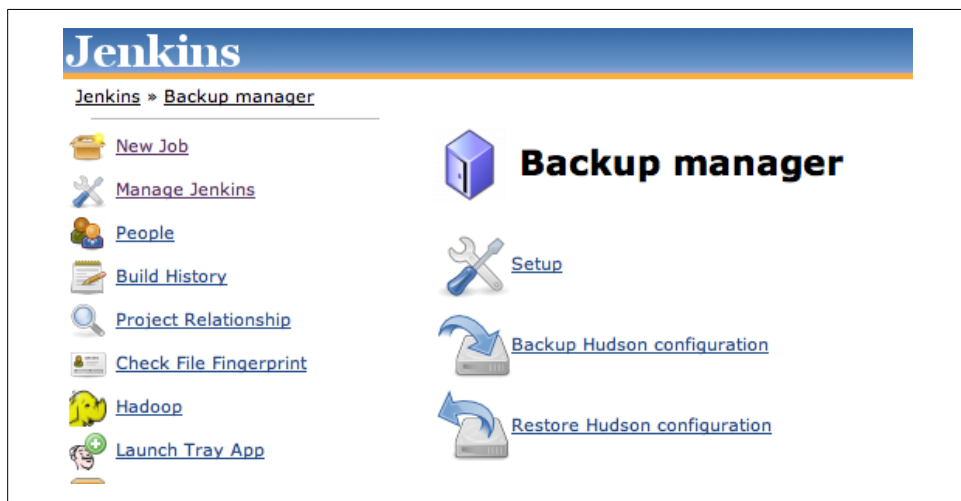 Jenkins
Jenkins » Backup manager
New Job
Manage Jenkins
People
Build History
Project Relationship
Check File Fingerprint
Hadoop
Launch Tray App
Backup manager
Setup
Backup Hudson configuration
Restore Hudson configuration